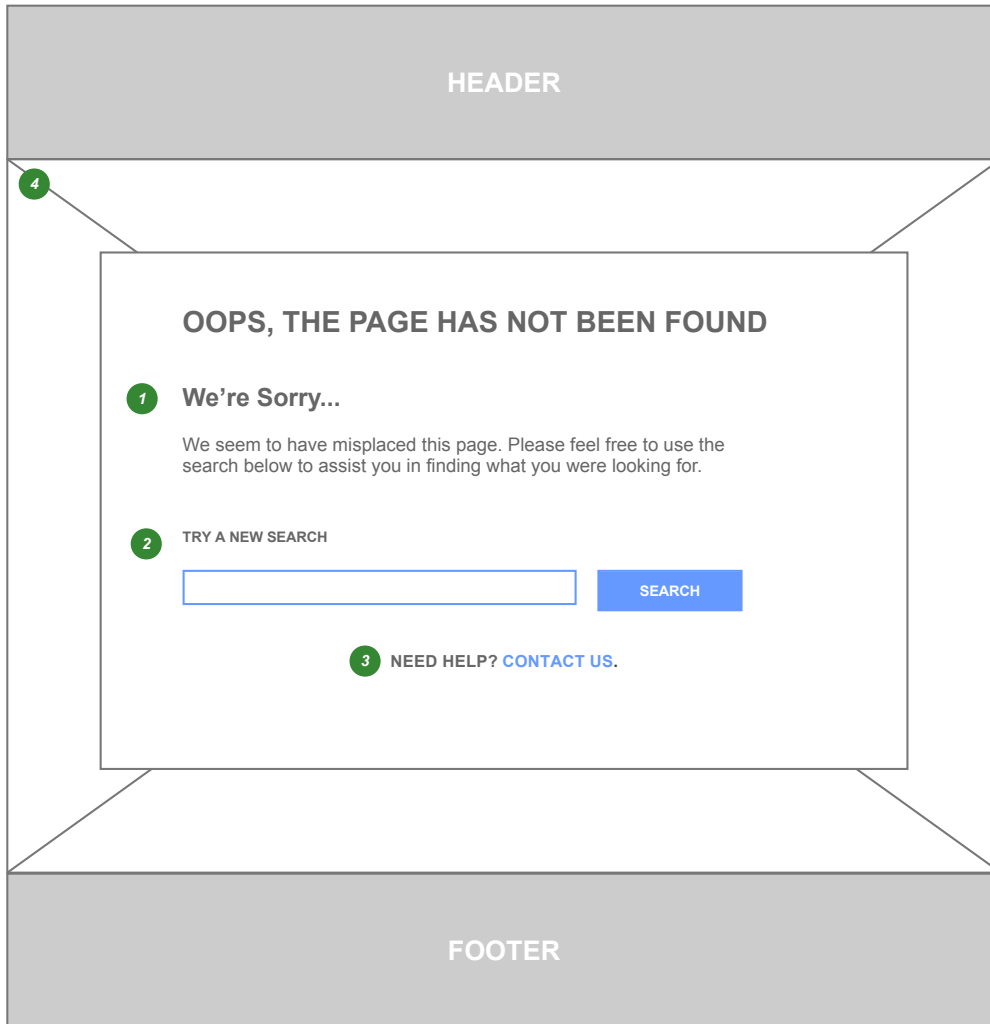 HEADER
4
OOPS, THE PAGE HAS NOT BEEN FOUND
1 We’re Sorry...
We seem to have misplaced this page. Please feel free to use the
search below to assist you in finding what you were looking for.
2 TRY A NEW SEARCH
SEARCH
3 NEED HELP? CONTACT US.
FOOTER